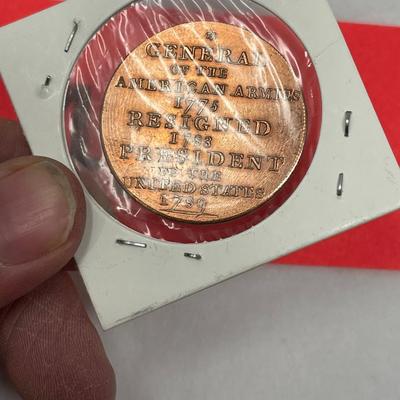 GENERAL
OF THE
AMERICAN ARMIES
1775
RESIGNED
1783
PRESIDENT
OF THE
UNITED STATES
1789